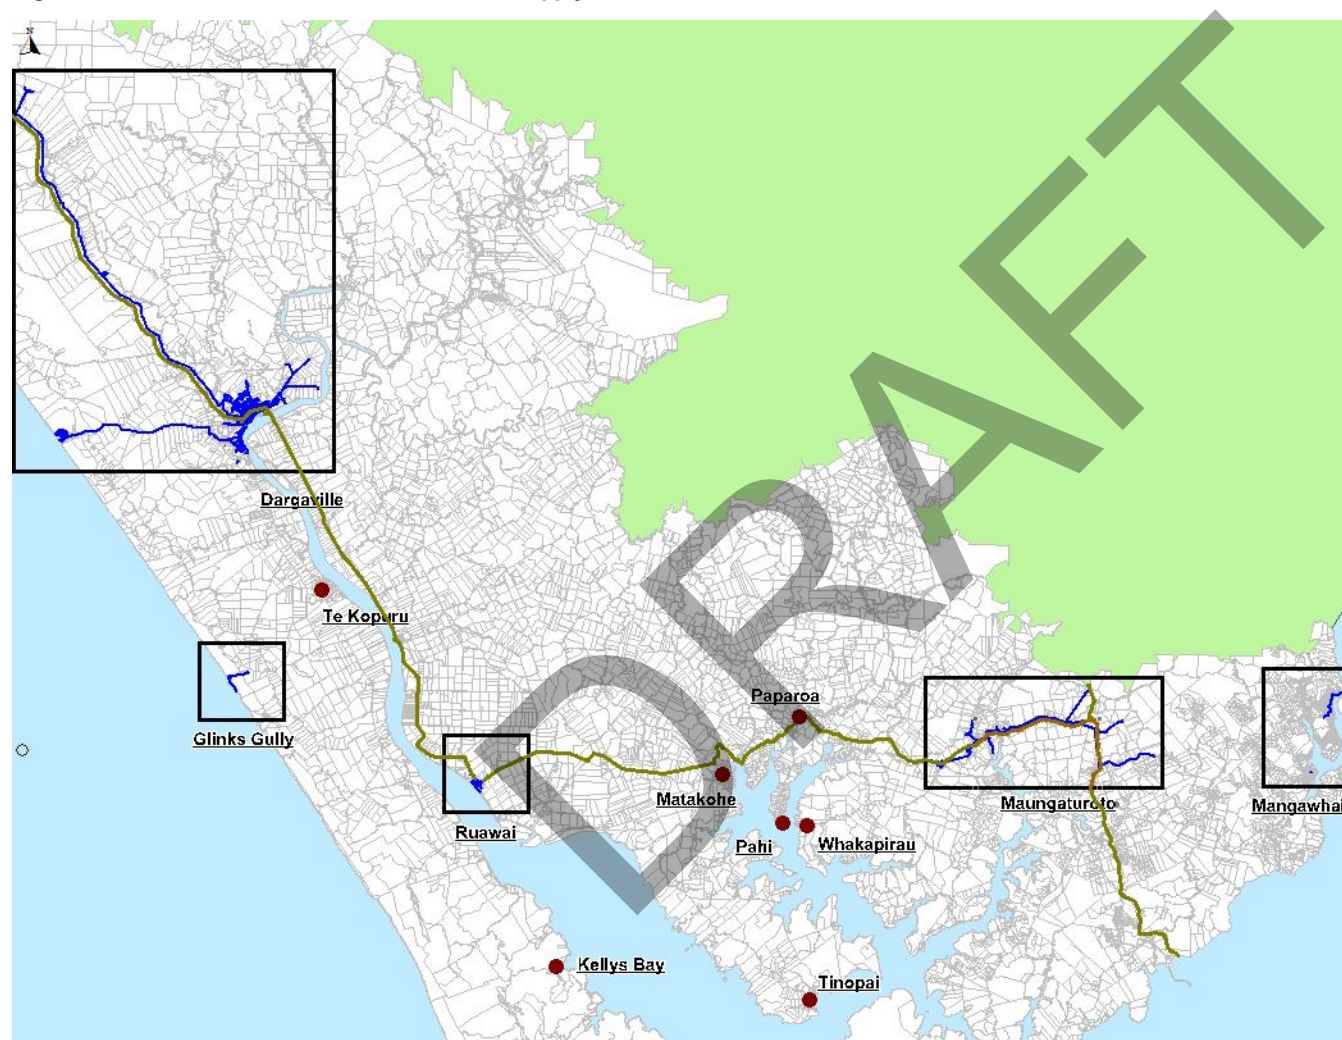 N
Dargaville
Te Kopuru
Glinks Gully
Ruawai
Paparoa
Matakohe
Pahi
Whakapirau
Maungaturoto
Mangawhai
Kellys Bay
Tinopai
DRAFT